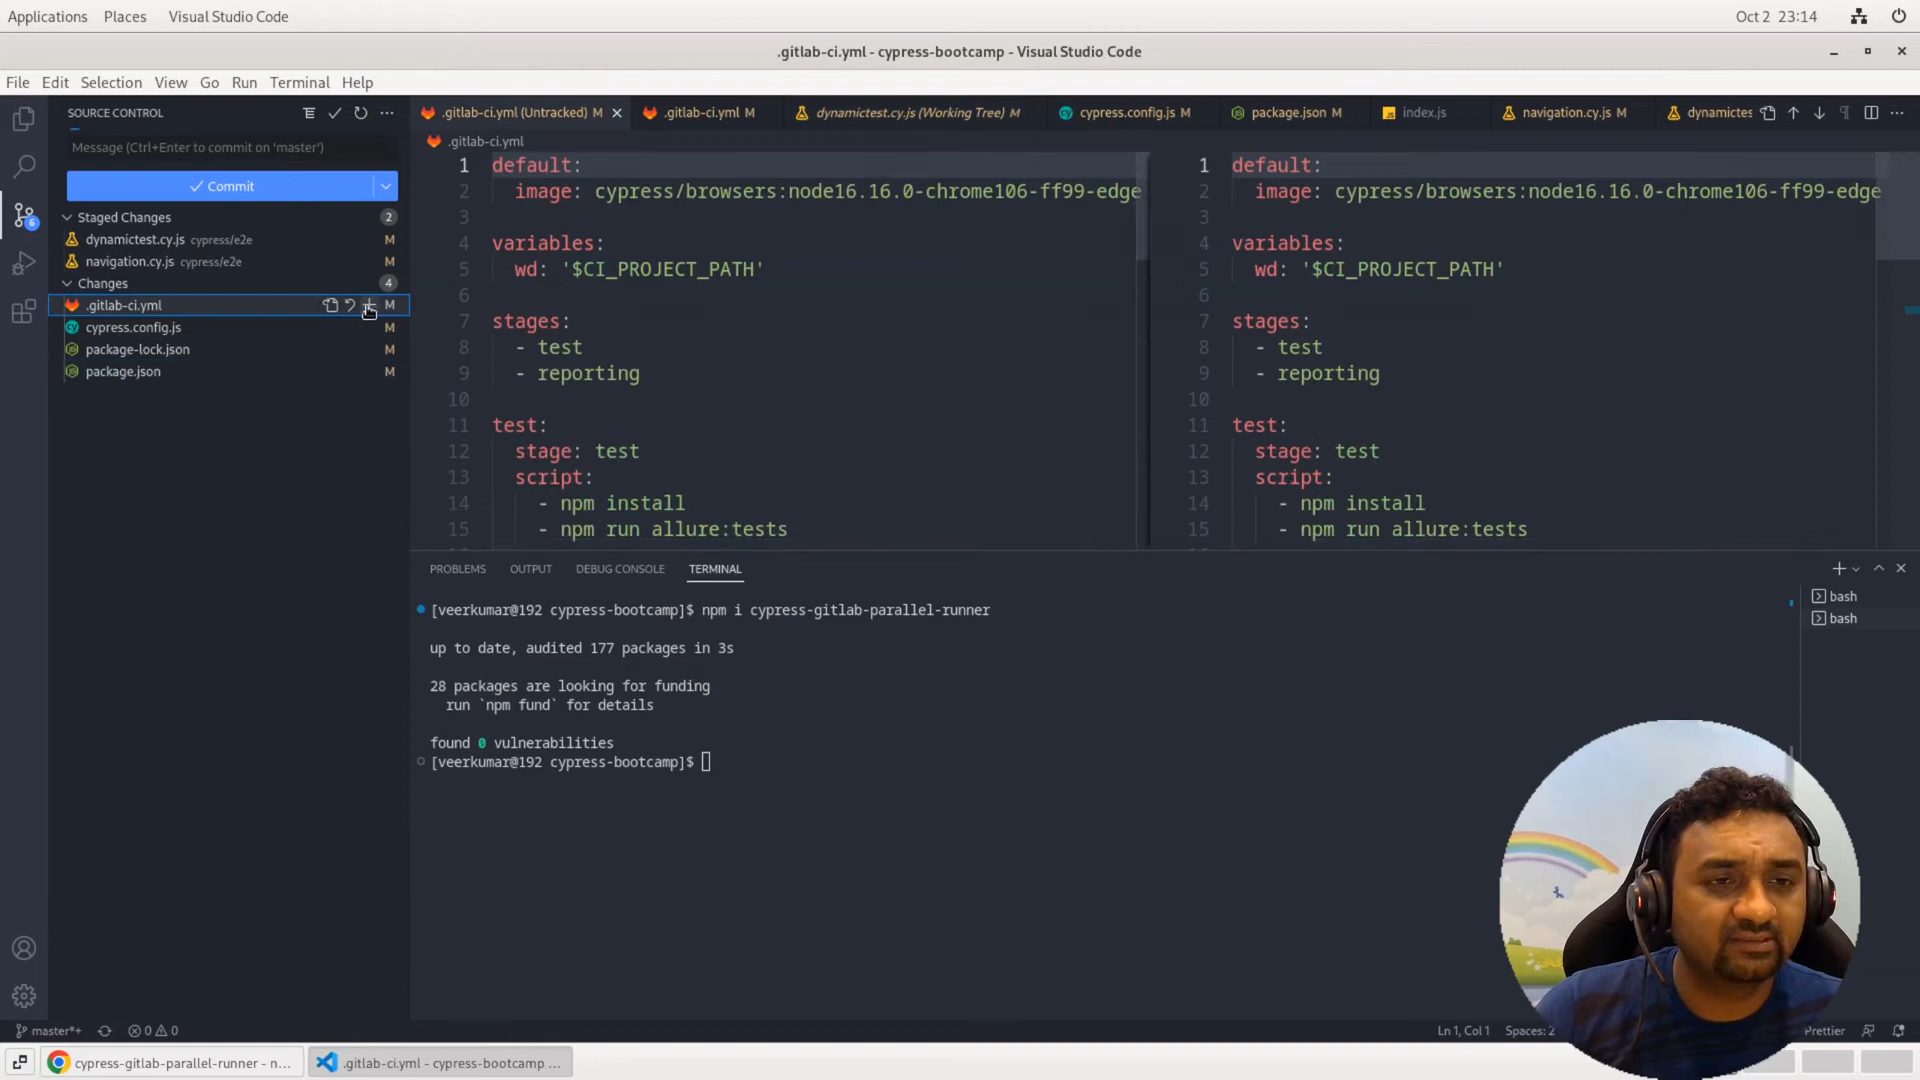 Applications Places Visual Studio Code Oct 2 23:14
.gitlab-ci.yml - cypress-bootcamp - Visual Studio Code
File Edit Selection View Go Run Terminal Help
SOURCE CONTROL
.gitlab-ci.yml (Untracked) M .gitlab-ci.yml M dynamictest.cy.js (Working Tree) M cypress.config.js M package.json M index.js navigation.cy.js M dynamictes
Message (Ctrl+Enter to commit on 'master')
Commit
Staged Changes 2
dynamictest.cy.js cypress/e2e M
navigation.cy.js cypress/e2e M
Changes 4
.gitlab-ci.yml M
cypress.config.js M
package-lock.json M
package.json M
.gitlab-ci.yml
1 default:
2 image: cypress/browsers:node16.16.0-chrome106-ff99-edge
3
4 variables:
5 wd: '$CI_PROJECT_PATH'
6
7 stages:
8 - test
9 - reporting
10
11 test:
12 stage: test
13 script:
14 - npm install
15 - npm run allure:tests
1 default:
2 image: cypress/browsers:node16.16.0-chrome106-ff99-edge
3
4 variables:
5 wd: '$CI_PROJECT_PATH'
6
7 stages:
8 - test
9 - reporting
10
11 test:
12 stage: test
13 script:
14 - npm install
15 - npm run allure:tests
PROBLEMS OUTPUT DEBUG CONSOLE TERMINAL
[veerkumar@192 cypress-bootcamp]$ npm i cypress-gitlab-parallel-runner
up to date, audited 177 packages in 3s
28 packages are looking for funding
run `npm fund` for details
found 0 vulnerabilities
[veerkumar@192 cypress-bootcamp]$
bash
bash
6
master*+ 0 0 Ln 1, Col 1 Spaces: 2 Prettier
cypress-gitlab-parallel-runner - n... .gitlab-ci.yml - cypress-bootcamp ...